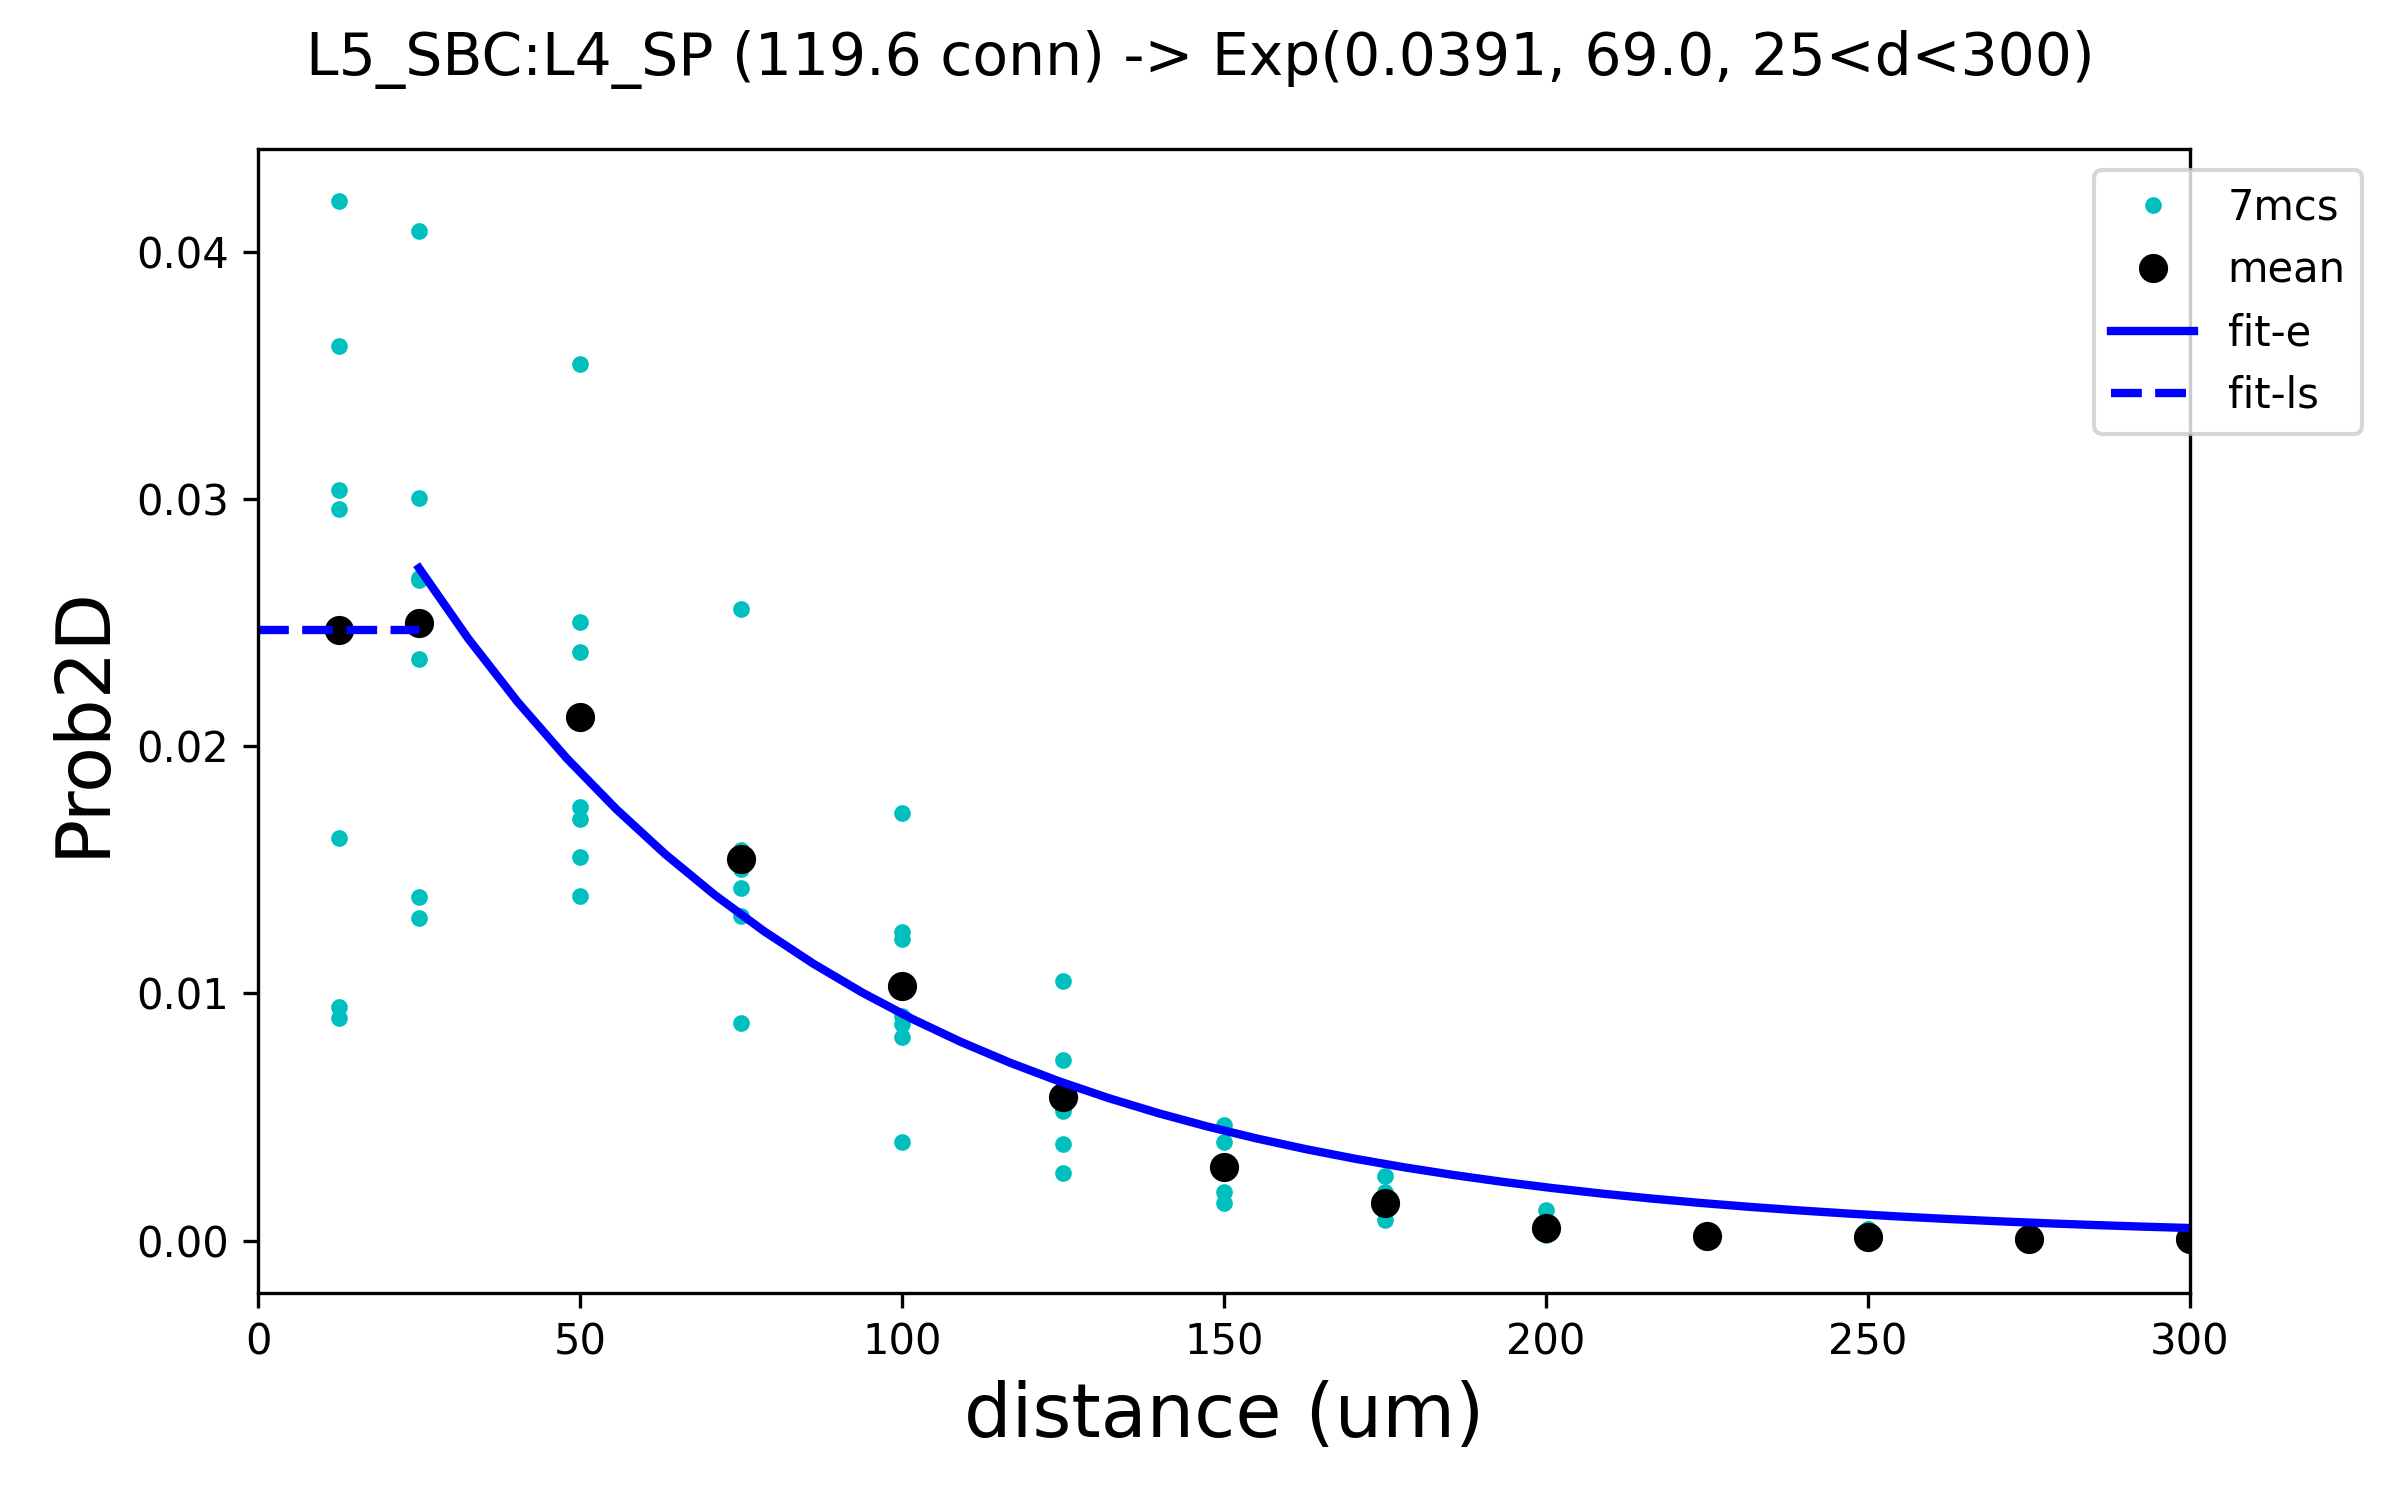 L5_SBC:L4_SP (119.6 conn) -> Exp(0.0391, 69.0, 25<d<300)
7mcs
mean
fit-e
fit-ls
Prob2D
0.04
0.03
0.02
0.01
0.00
0 50 100 150 200 250 300
distance (um)